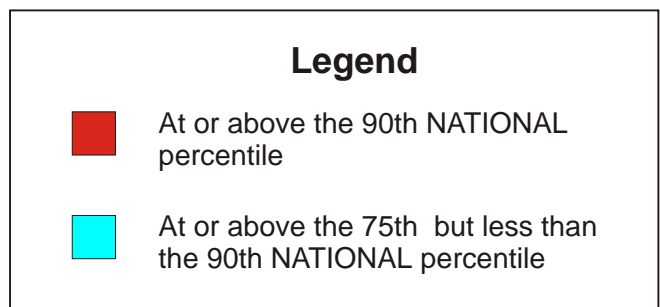 Legend
At or above the 90th NATIONAL
percentile
At or above the 75th  but less than
the 90th NATIONAL percentile